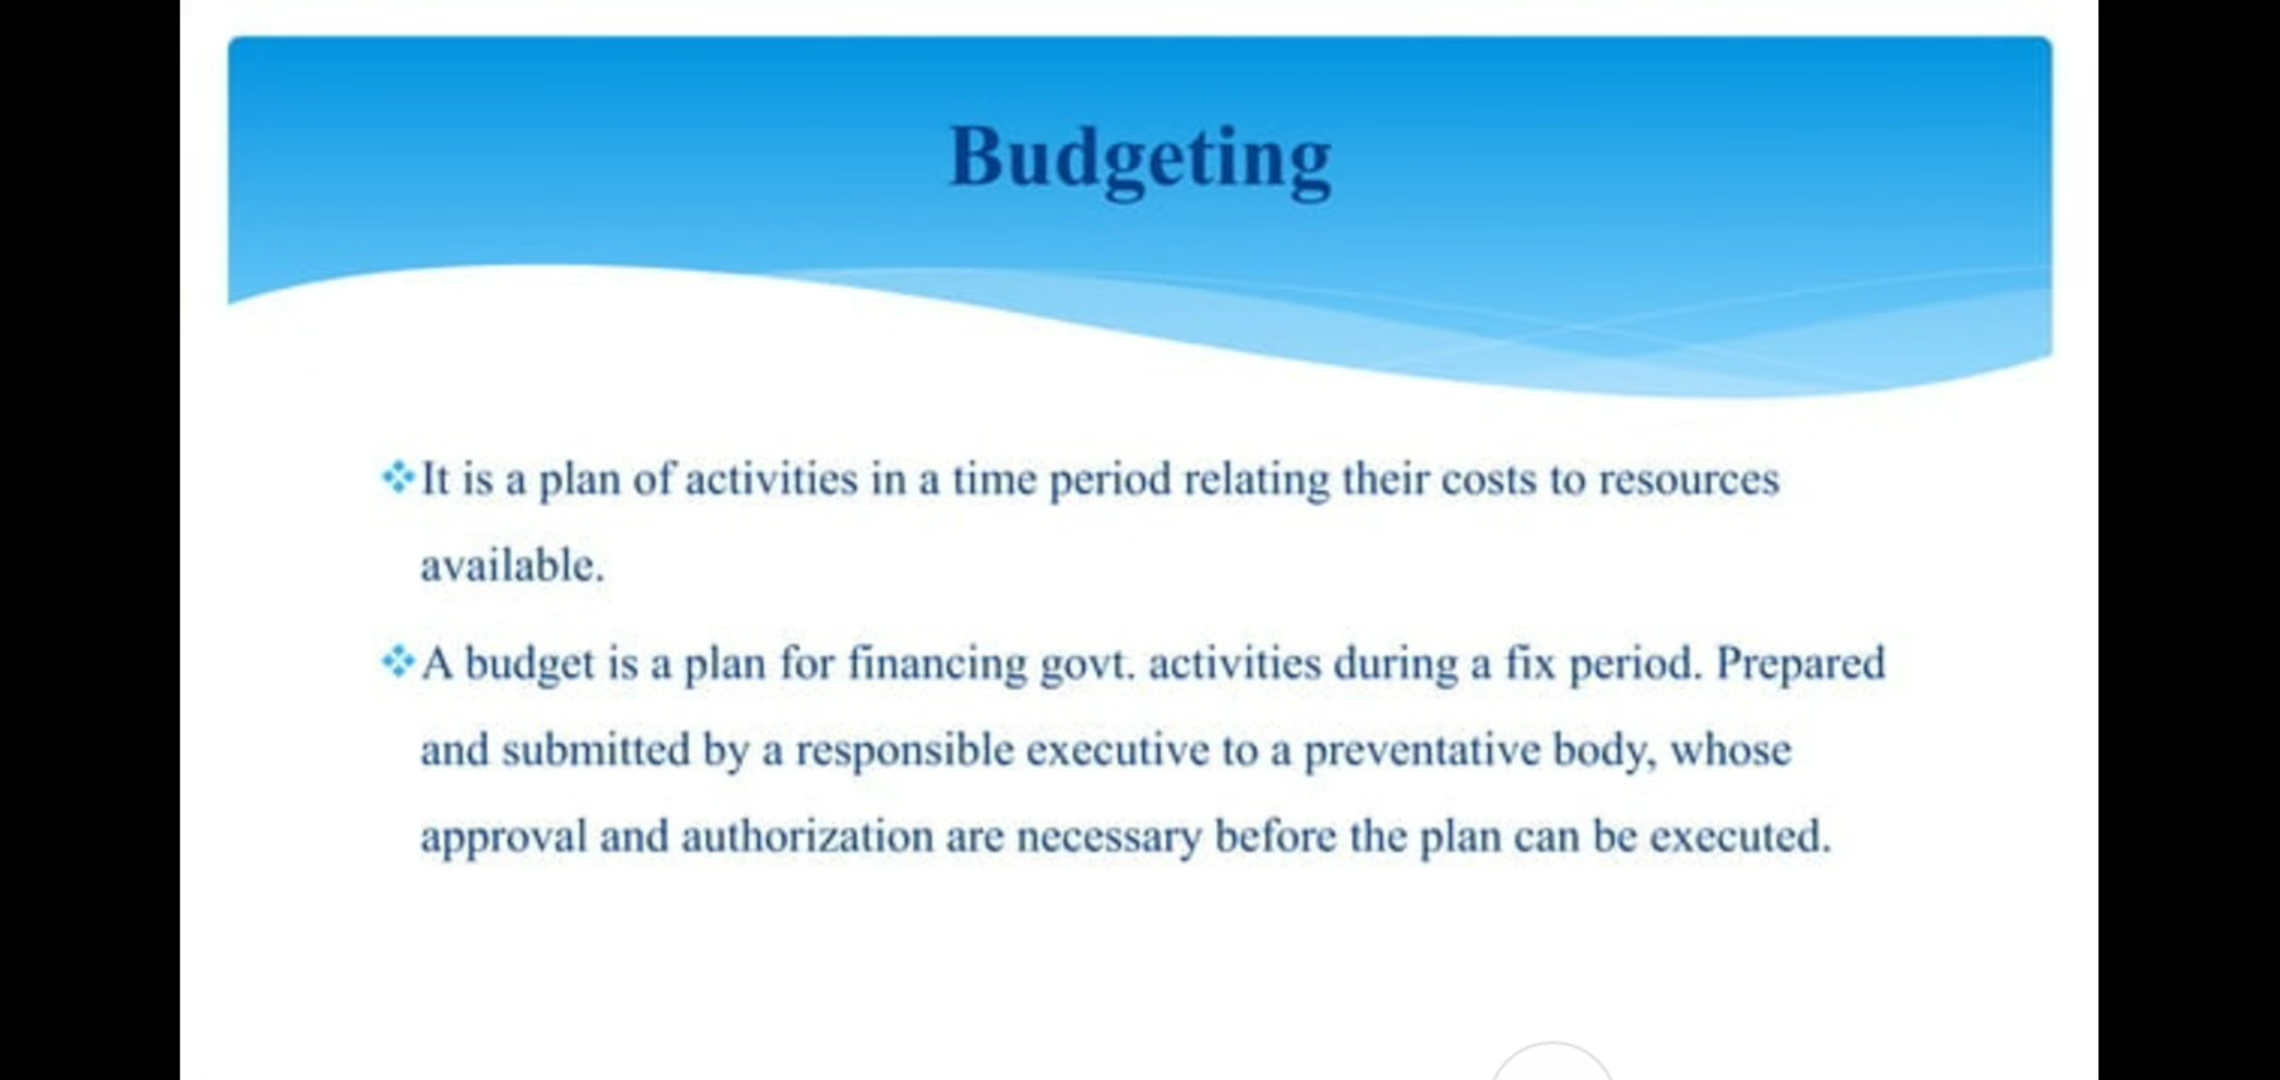 Budgeting
It is a plan of activities in a time period relating their costs to resources
available.
A budget is a plan for financing govt. activities during a fix period. Prepared
and submitted by a responsible executive to a preventative body, whose
approval and authorization are necessary before the plan can be executed.